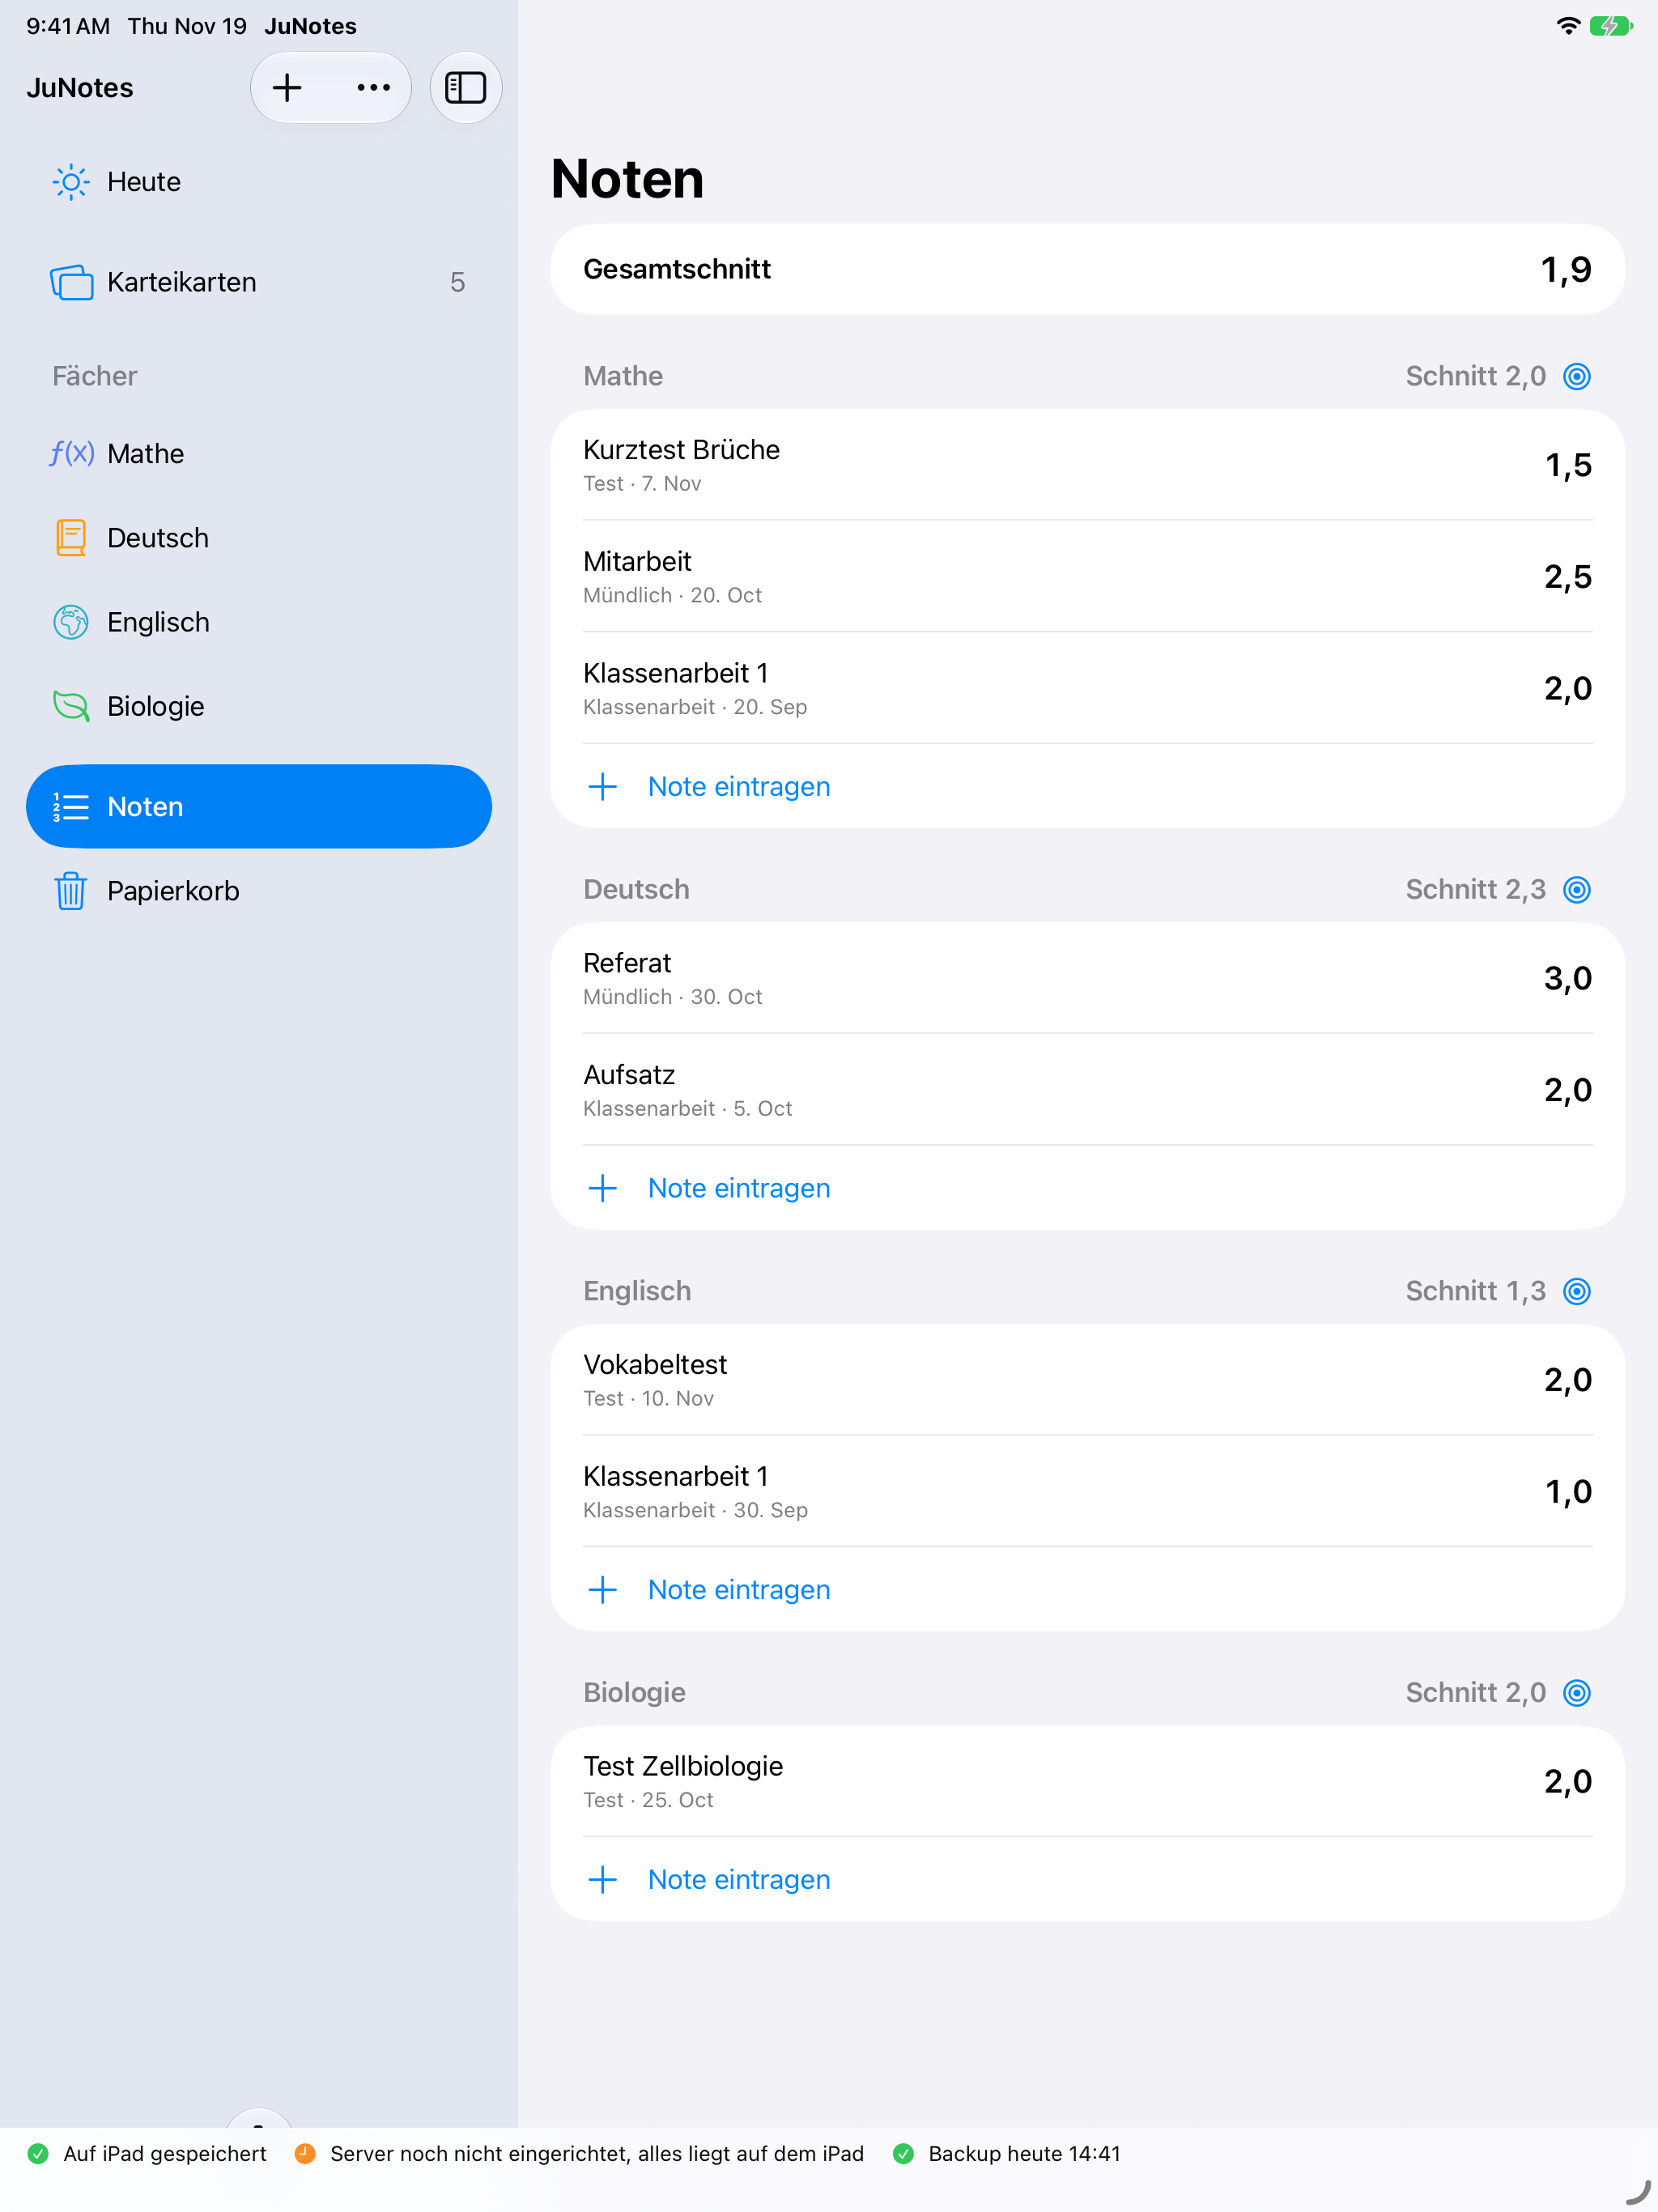 9:41 AM Thu Nov 19 JuNotes
JuNotes
Heute
Karteikarten 5
Fächer
f(x) Mathe
Deutsch
Englisch
Biologie
Noten
Papierkorb
Noten
Gesamtschnitt 1,9
Mathe Schnitt 2,0
Kurztest Brüche 1,5
Test · 7. Nov
Mitarbeit 2,5
Mündlich · 20. Oct
Klassenarbeit 1 2,0
Klassenarbeit · 20. Sep
Note eintragen
Deutsch Schnitt 2,3
Referat 3,0
Mündlich · 30. Oct
Aufsatz 2,0
Klassenarbeit · 5. Oct
Note eintragen
Englisch Schnitt 1,3
Vokabeltest 2,0
Test · 10. Nov
Klassenarbeit 1 1,0
Klassenarbeit · 30. Sep
Note eintragen
Biologie Schnitt 2,0
Test Zellbiologie 2,0
Test · 25. Oct
Note eintragen
Auf iPad gespeichert Server noch nicht eingerichtet, alles liegt auf dem iPad Backup heute 14:41